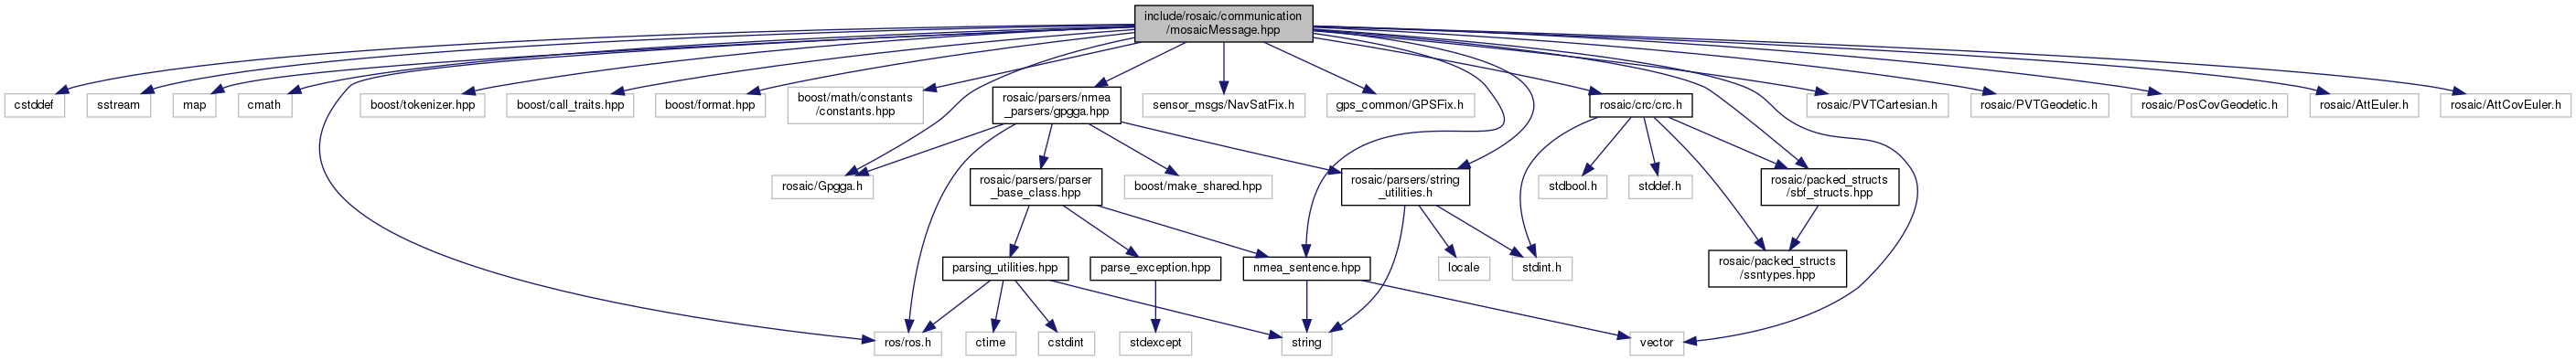 include/rosaic/communication
/mosaicMessage.hpp
cstddef
sstream
map
cmath
boost/tokenizer.hpp
boost/call_traits.hpp
boost/format.hpp
boost/math/constants
/constants.hpp
rosaic/parsers/nmea
_parsers/gpgga.hpp
sensor_msgs/NavSatFix.h
gps_common/GPSFix.h
rosaic/crc/crc.h
rosaic/PVTCartesian.h
rosaic/PVTGeodetic.h
rosaic/PosCovGeodetic.h
rosaic/AttEuler.h
rosaic/AttCovEuler.h
rosaic/Gpgga.h
rosaic/parsers/parser
_base_class.hpp
boost/make_shared.hpp
rosaic/parsers/string
_utilities.h
stdbool.h
stddef.h
rosaic/packed_structs
/sbf_structs.hpp
parsing_utilities.hpp
parse_exception.hpp
nmea_sentence.hpp
locale
stdint.h
rosaic/packed_structs
/ssntypes.hpp
ros/ros.h
ctime
cstdint
stdexcept
string
vector